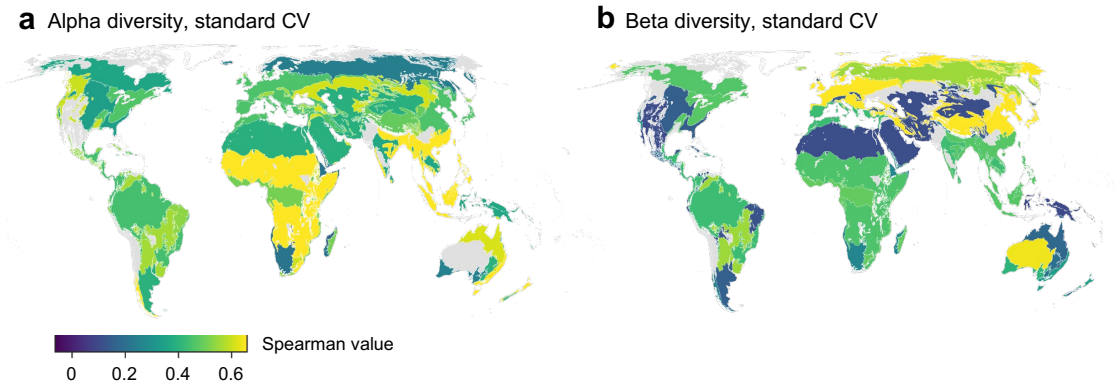 a Alpha diversity, standard CV
b Beta diversity, standard CV
Spearman value
0 0.2 0.4 0.6